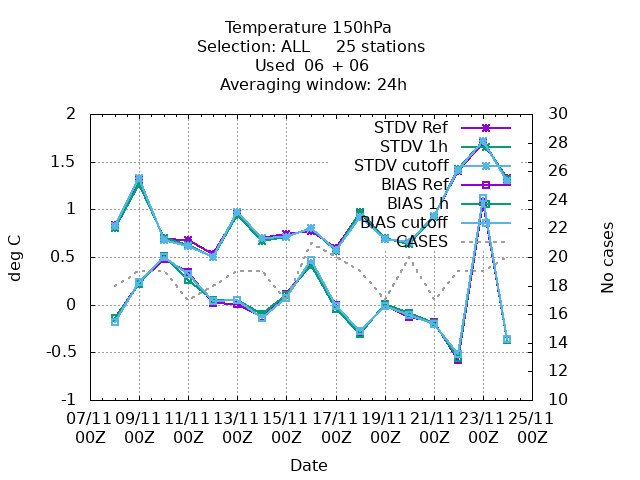 Temperature 150hPa
Selection: ALL 25 stations
Used 06 + 06
Averaging window: 24h
2
1.5
1
0.5
0
-0.5
-1
deg C
30
28
26
24
22
20
18
16
14
12
10
No cases
STDV Ref
STDV 1h
STDV cutoff
BIAS Ref
BIAS 1h
BIAS cutoff
CASES
07/11 09/11 11/11 13/11 15/11 17/11 19/11 21/11 23/11 25/11
00Z 00Z 00Z 00Z 00Z 00Z 00Z 00Z 00Z 00Z
Date